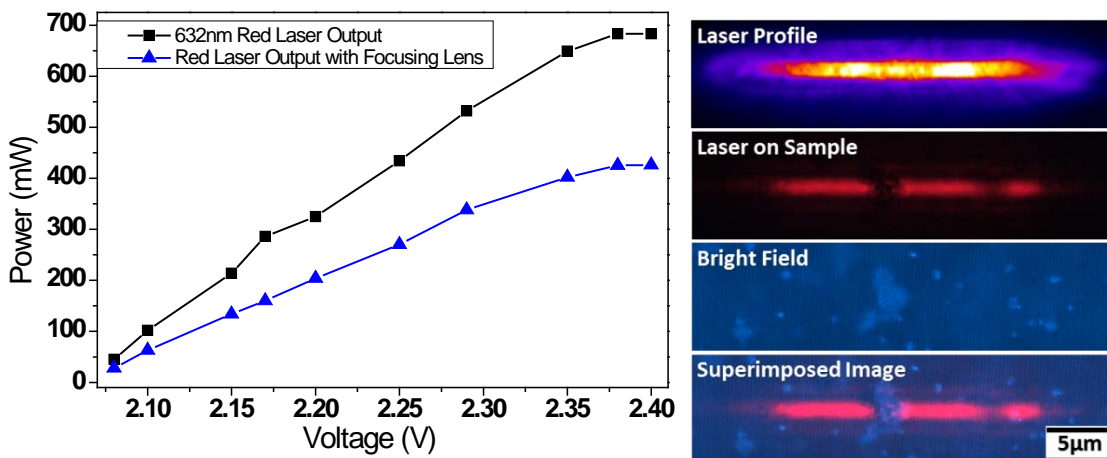 700
600
500
400
300
200
100
0
Power (mW)
632nm Red Laser Output
Red Laser Output with Focusing Lens
2.10 2.15 2.20 2.25 2.30 2.35 2.40
Voltage (V)
Laser Profile
Laser on Sample
Bright Field
Superimposed Image
5μm